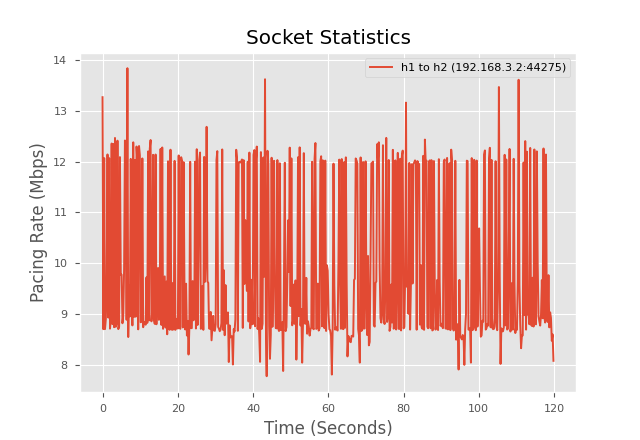 Socket Statistics
h1 to h2 (192.168.3.2:44275)
Pacing Rate (Mbps)
14
13
12
11
10
9
8
0 20 40 60 80 100 120
Time (Seconds)